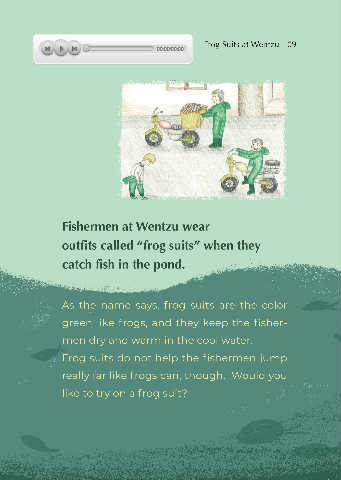 Frog Suits at Wentzu 09
Fishermen at Wentzu wear
outfits called “frog suits” when they
catch fish in the pond.
As the name says, frog suits are the color
green like frogs, and they keep the fisher-
men dry and warm in the cool water.
Frog suits do not help the fishermen jump
really far like frogs can, though. Would you
like to try on a frog suit?